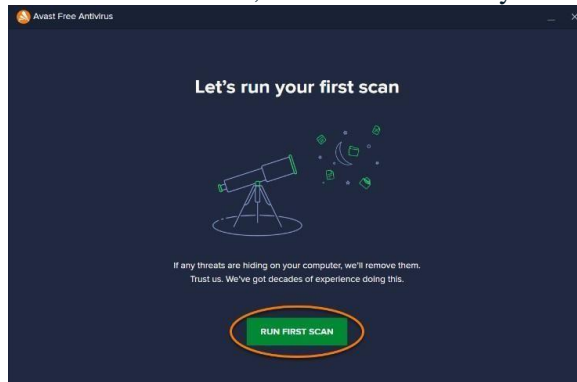 Avast Free Antivirus
Let's run your first scan
If any threats are hiding on your computer, we'll remove them.
Trust us. We've got decades of experience doing this.
RUN FIRST SCAN